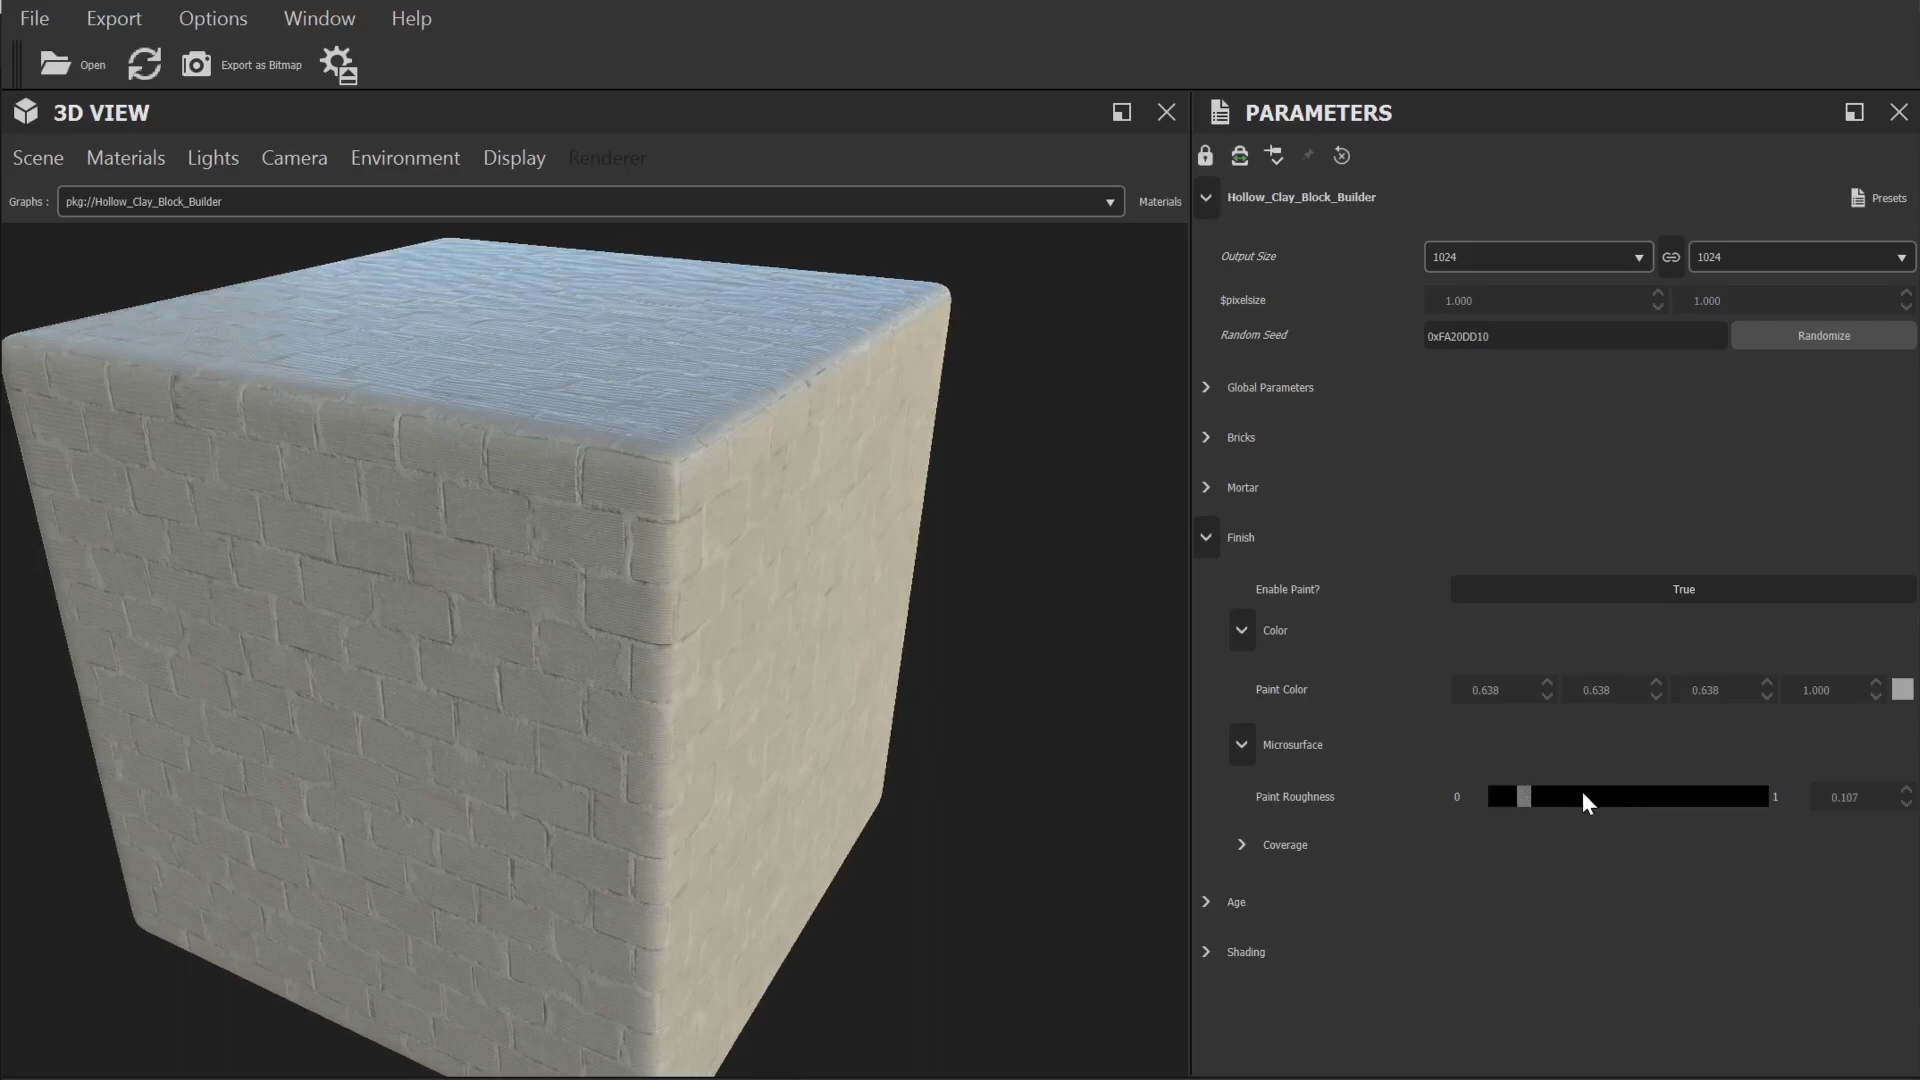 File Export Options Window Help
Open Export as Bitmap
3D VIEW
Scene Materials Lights Camera Environment Display Renderer
Graphs : pkg://Hollow_Clay_Block_Builder Materials
PARAMETERS
Hollow_Clay_Block_Builder Presets
Output Size 1024 1024
$pixelsize 1.000 1.000
Random Seed 0xFA20DD10 Randomize
Global Parameters
Bricks
Mortar
Finish
Enable Paint? True
Color
Paint Color 0.638 0.638 0.638 1.000
Microsurface
Paint Roughness 0 1 0.107
Coverage
Age
Shading